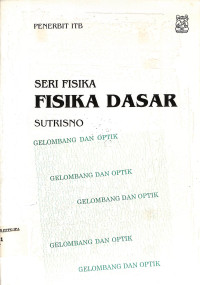 PENERBIT ITB
SERI FISIKA
FISIKA DASAR
SUTRISNO
GELOMBANG DAN OPTIK
GELOMBANG DAN OPTIK
GELOMBANG DAN OPTIK
GELOMBANG DAN OPTIK
GELOMBANG DAN OPTIK